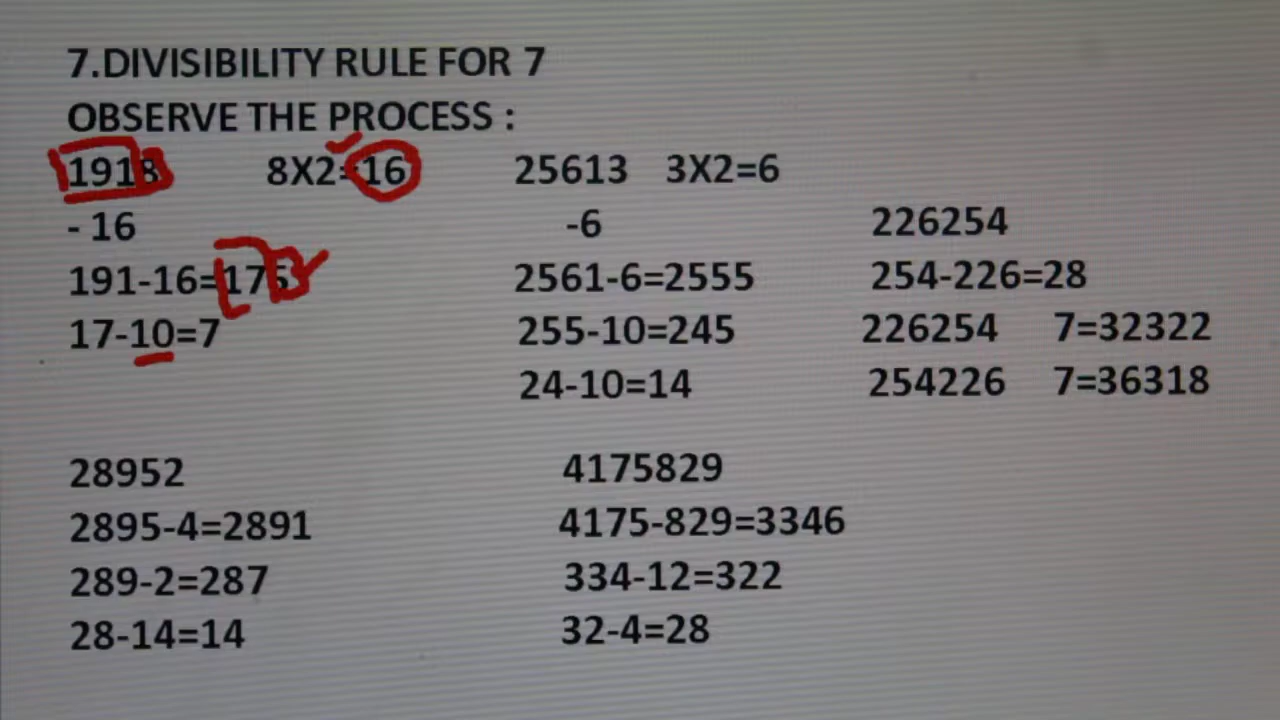 7.DIVISIBILITY RULE FOR 7
OBSERVE THE PROCESS :
1918 8X2=16 25613 3X2=6
- 16 -6 226254
191-16=175 2561-6=2555 254-226=28
17-10=7 255-10=245 226254 7=32322
24-10=14 254226 7=36318
28952 4175829
2895-4=2891 4175-829=3346
289-2=287 334-12=322
28-14=14 32-4=28